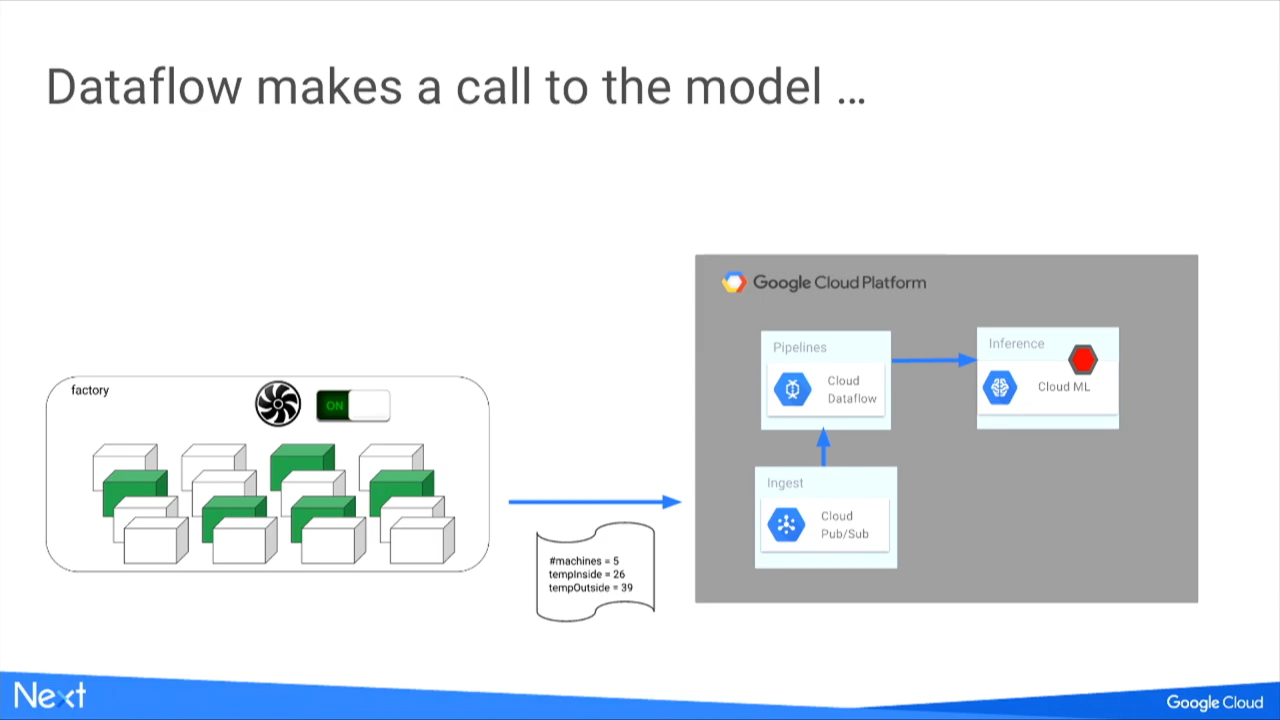 Dataflow makes a call to the model ...
Google Cloud Platform
Pipelines
Cloud
Dataflow
Inference
Cloud ML
factory
ON
Ingest
Cloud
Pub/Sub
#machines = 5
tempInside = 26
tempOutside = 39
Next
Google Cloud